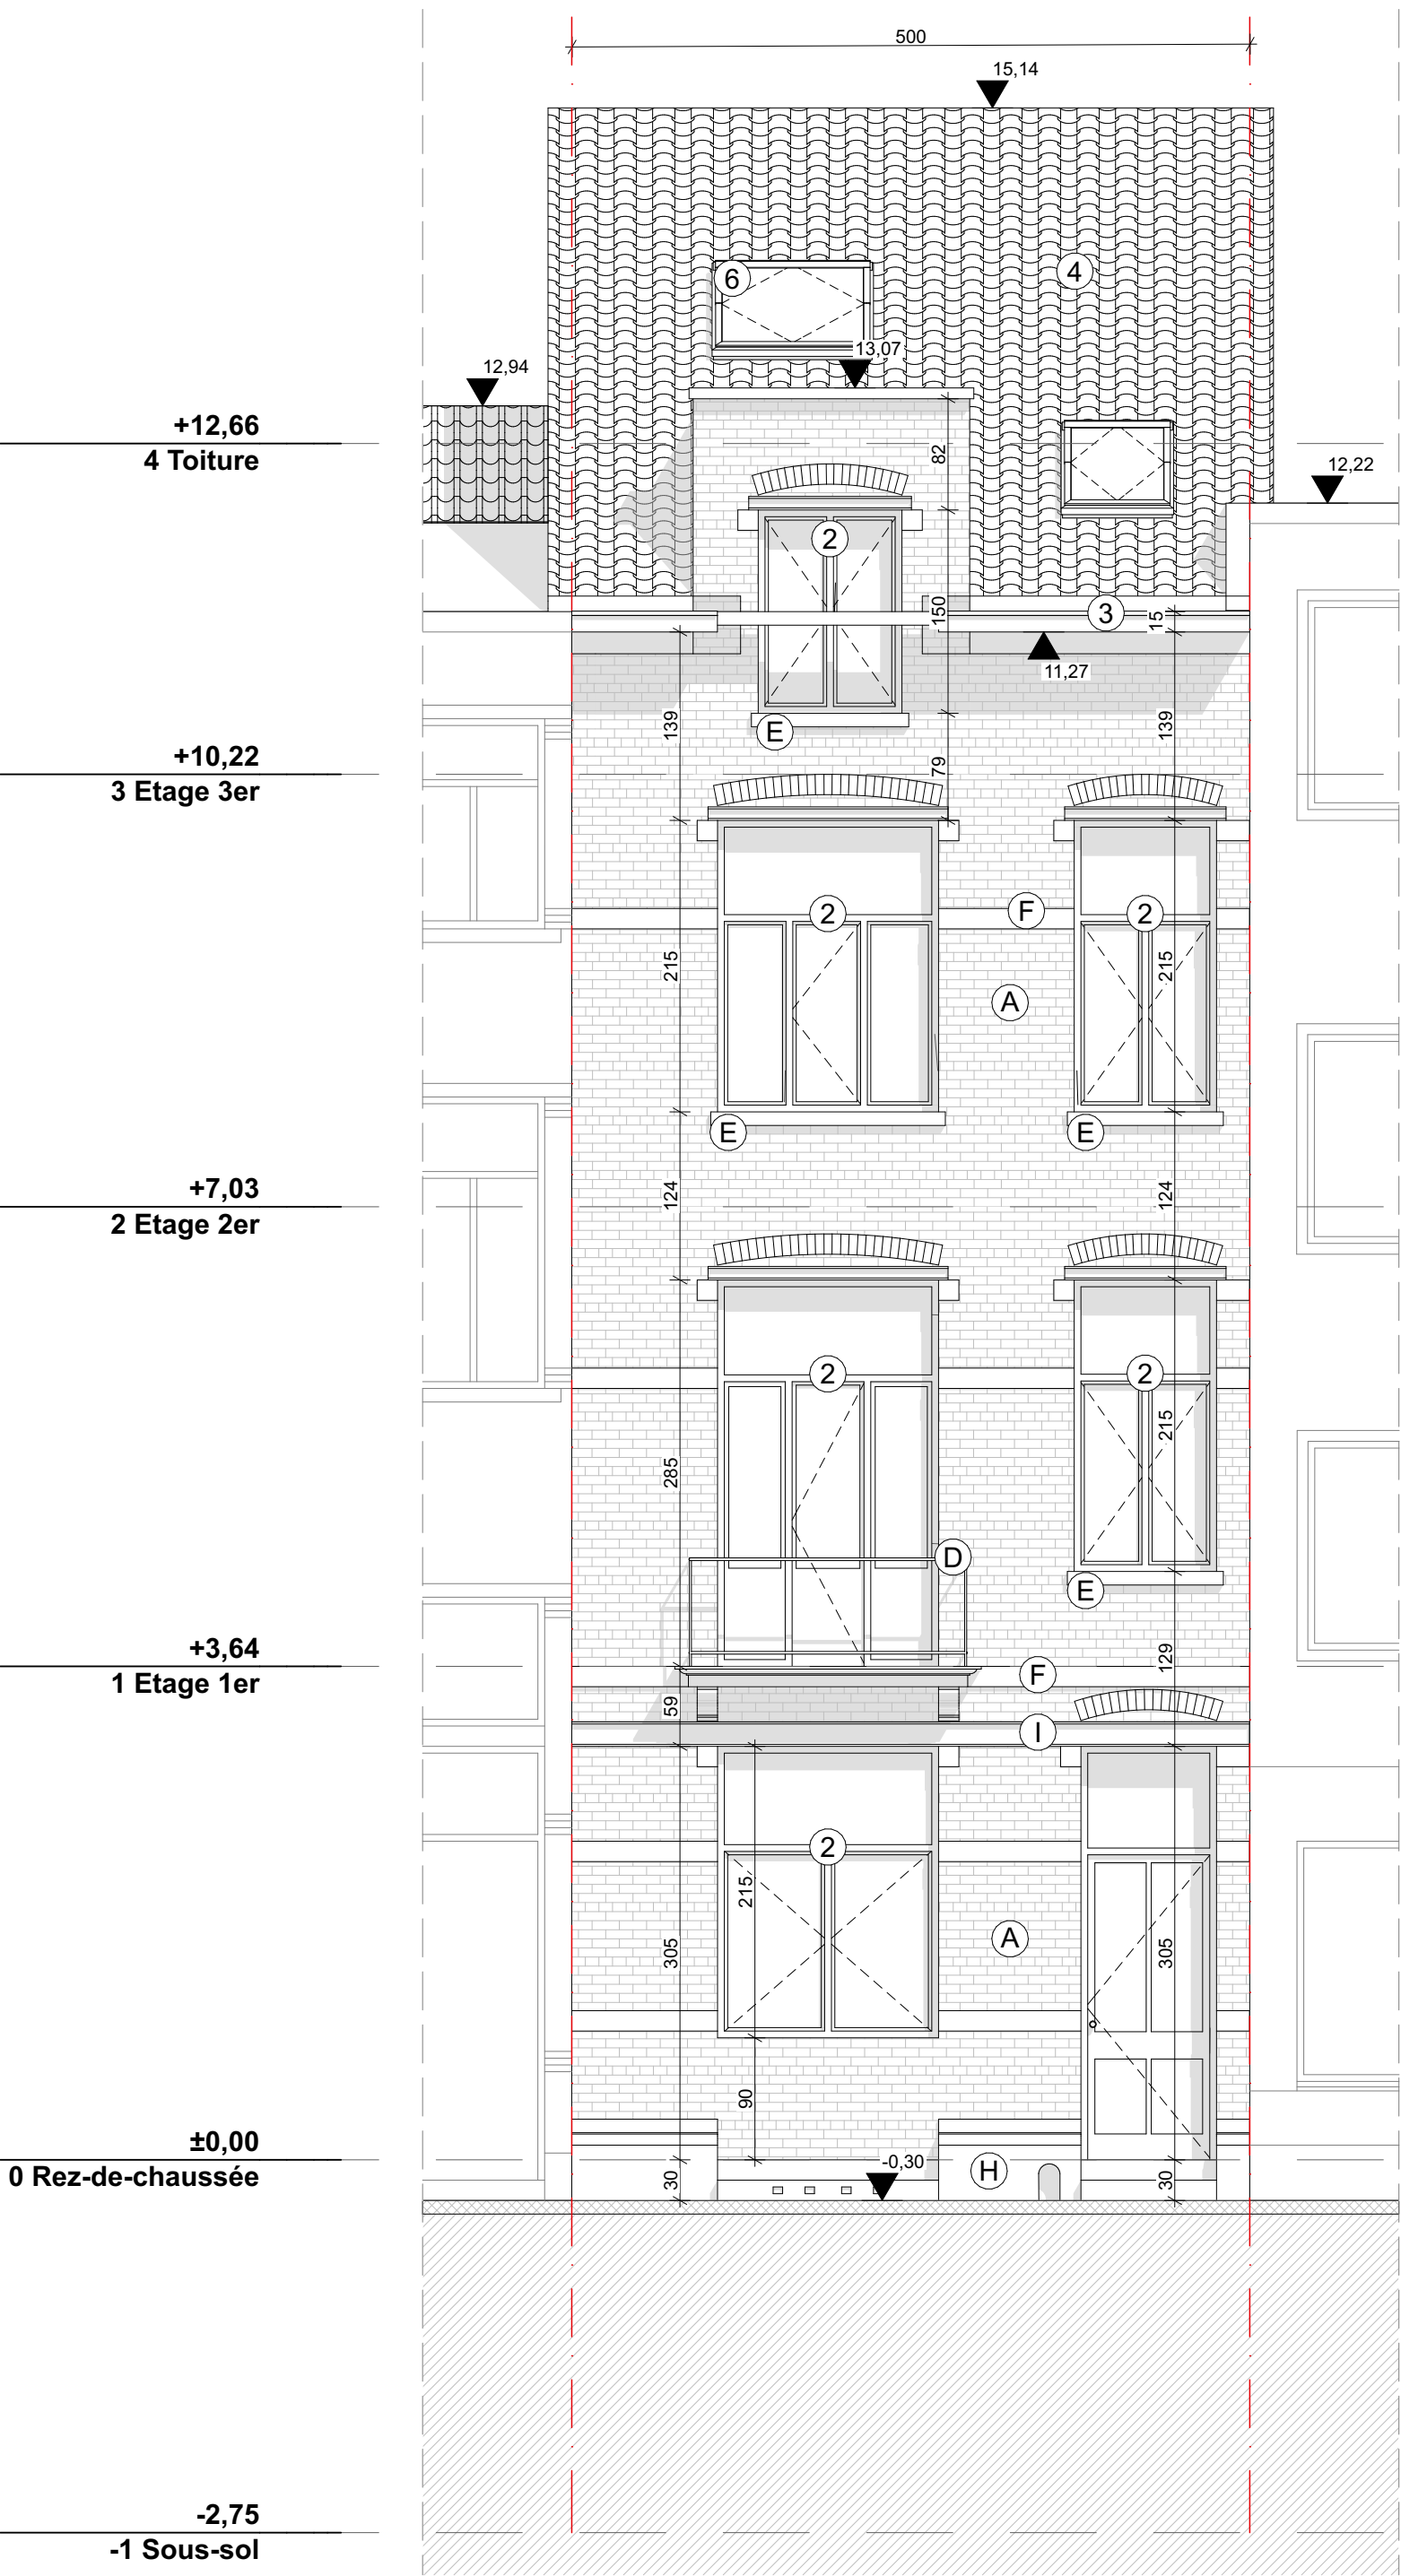 500
15,14
6
4
13,07
12,94
+12,66
4 Toiture
82
12,22
2
150
3
15
11,27
139
139
E
+10,22
3 Etage 3er
79
2
F
2
215
A
215
E
E
124
+7,03
2 Etage 2er
124
2
2
215
285
D
E
+3,64
1 Etage 1er
129
F
59
I
2
215
305
A
305
90
±0,00
0 Rez-de-chaussée
-0,30
H
30
30
-2,75
-1 Sous-sol